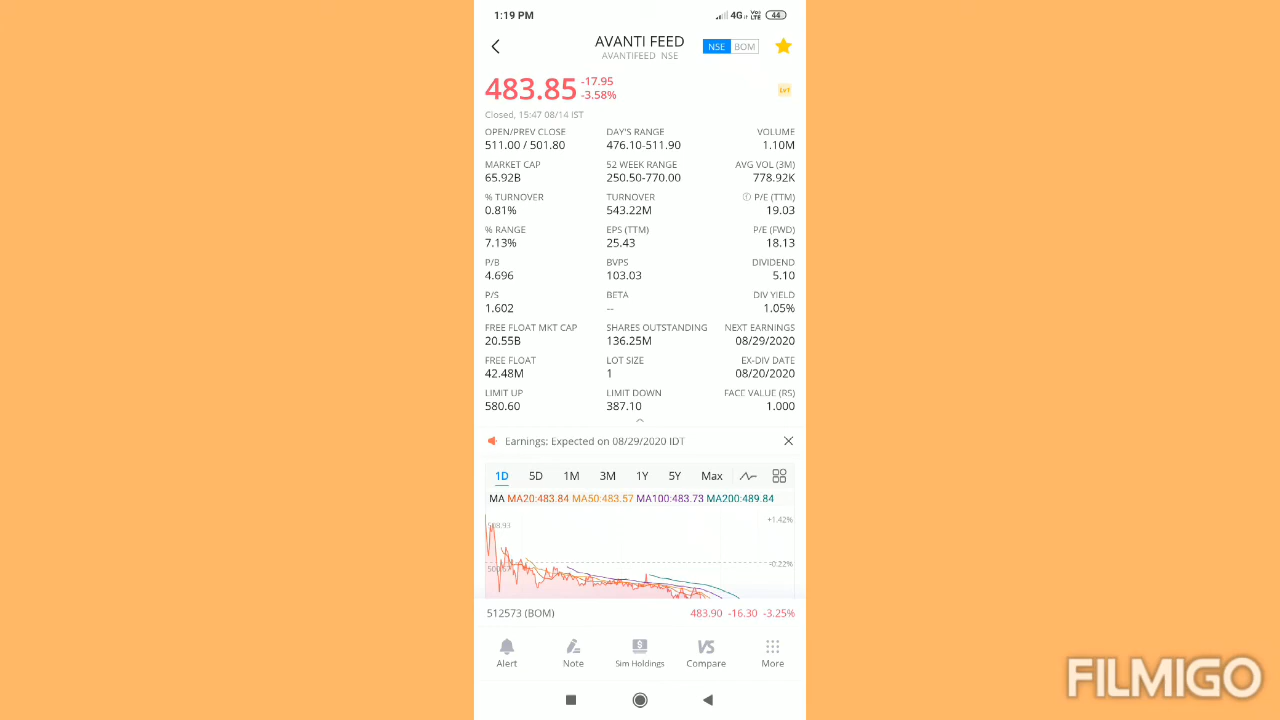 1:19 PM 4G VoLTE 44
AVANTI FEED NSE BOM
AVANTIFEED NSE
483.85 -17.95
-3.58%
Closed, 15:47 08/14 IST
OPEN/PREV CLOSE DAY'S RANGE VOLUME
511.00 / 501.80 476.10-511.90 1.10M
MARKET CAP 52 WEEK RANGE AVG VOL (3M)
65.92B 250.50-770.00 778.92K
% TURNOVER TURNOVER P/E (TTM)
0.81% 543.22M 19.03
% RANGE EPS (TTM) P/E (FWD)
7.13% 25.43 18.13
P/B BVPS DIVIDEND
4.696 103.03 5.10
P/S BETA DIV YIELD
1.602 -- 1.05%
FREE FLOAT MKT CAP SHARES OUTSTANDING NEXT EARNINGS
20.55B 136.25M 08/29/2020
FREE FLOAT LOT SIZE EX-DIV DATE
42.48M 1 08/20/2020
LIMIT UP LIMIT DOWN FACE VALUE (RS)
580.60 387.10 1.000
Earnings; Expected on 08/29/2020 IDT
1D 5D 1M 3M 1Y 5Y Max
MA MA20:483.84 MA50:483.57 MA100:483.73 MA200:489.84
+1.42%
-0.22%
512573 (BOM) 483.90 -16.30 -3.25%
VS
Alert Note Sim Holdings Compare More
FILMIGO